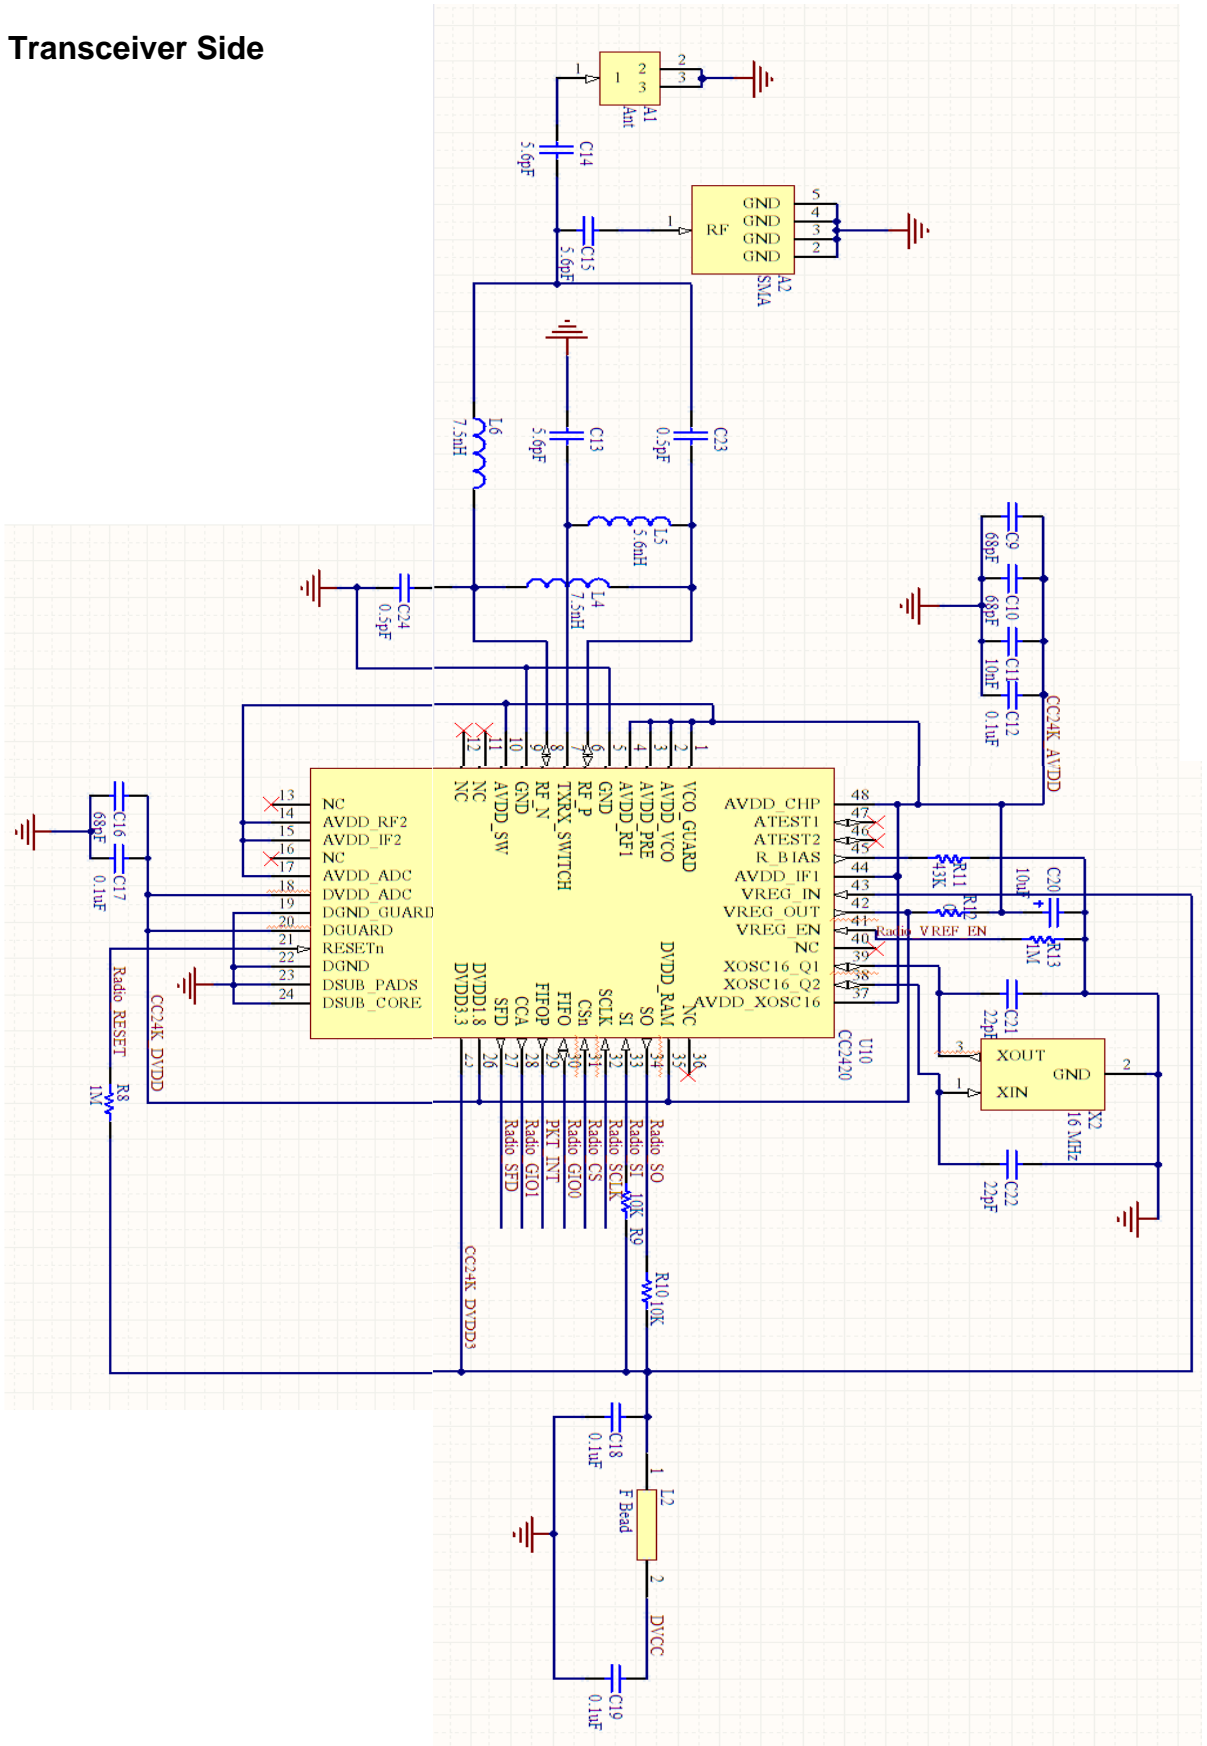 Transceiver Side
1
1
2
3
2
3
A1
Ant
C14
5.6pF
1
RF
GND
GND
GND
GND
5
4
3
2
A2
SMA
C15
5.6pF
L6
7.5nH
C13
5.6pF
C23
0.5pF
L5
5.6nH
L4
7.5nH
C24
0.5pF
C9
68pF
C10
68pF
C11
10nF
C12
0.1uF
CC24K_AVDD
12
11
10
9
8
7
6
5
4
3
2
1
NC
NC
AVDD_SW
GND
RF_N
TXRX_SWITCH
RF_P
GND
AVDD_RF1
AVDD_PRE
AVDD_VCO
VCO_GUARD
13 NC
14 AVDD_RF2
15 AVDD_IF2
16 NC
17 AVDD_ADC
18 DVDD_ADC
19 DGND_GUARD
20 DGUARD
21 RESETn
22 DGND
23 DSUB_PADS
24 DSUB_CORE
AVDD_CHP 48
ATEST1 47
ATEST2 46
R_BIAS 45
AVDD_IF1 44
VREG_IN 43
VREG_OUT 42
VREG_EN 41
NC 40
XOSC16_Q1 39
XOSC16_Q2 38
AVDD_XOSC16 37
DVDD3.3
DVDD1.8
SFD
CCA
FIFOP
FIFO
CSn
SCLK
SI
SO
DVDD_RAM
NC
25
26
27
28
29
30
31
32
33
34
35
36
U10
CC2420
C16
68pF
C17
0.1uF
R11
43K
C20
10uF
+
R12
0
Radio_VREF_EN
R13
1M
C21
22pF
3
1
XOUT
XIN
GND
2
X2
16 MHz
C22
22pF
Radio_RESET
CC24K_DVDD
R8
1M
Radio_SFD
Radio_GIO1
PKT_INT
Radio_GIO0
Radio_CS
Radio_SCLK
Radio_SI
Radio_SO
10K R9
R10 10K
CC24K_DVDD3
C18
0.1uF
1
L2
F Bead
2
DVCC
C19
0.1uF